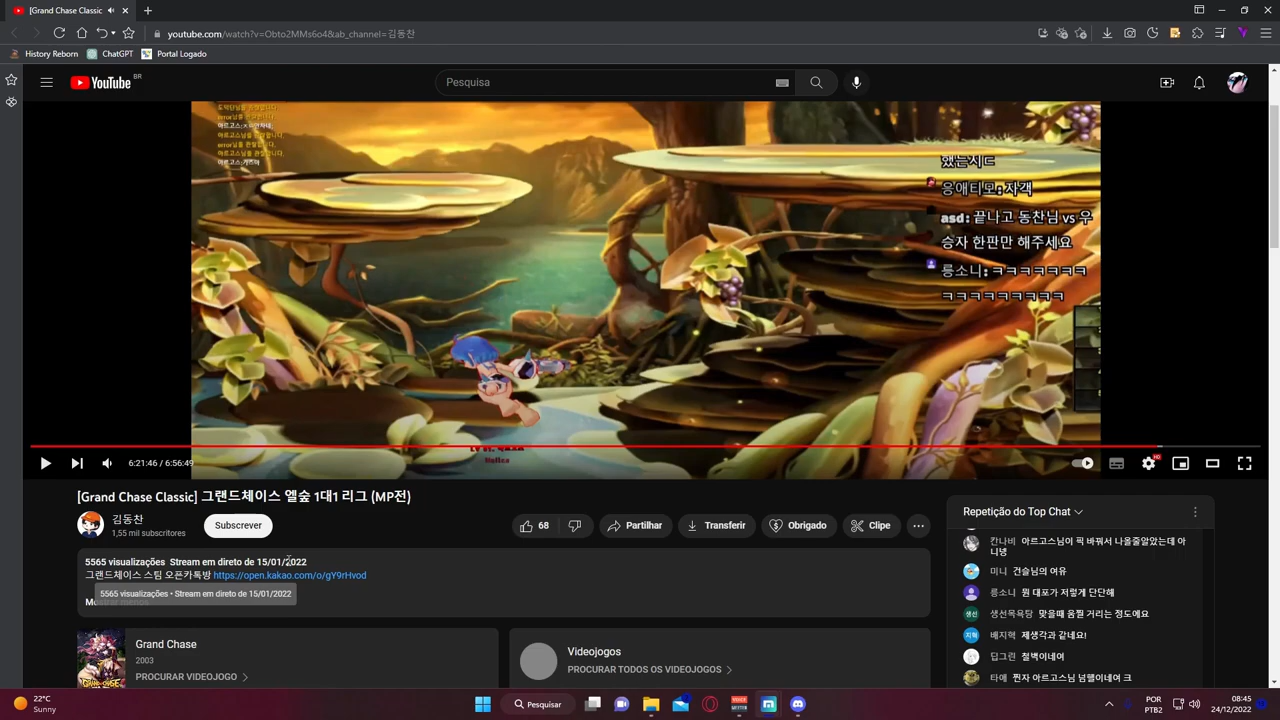 [Grand Chase Classic]
youtube.com/watch?v=Obto2MMs6o4&ab_channel=김동찬
History Reborn
ChatGPT
Portal Logado
YouTube
BR
Pesquisa
했는시ㄷ
응애티모: 자객
asd: 끝나고 동찬님 vs 우
승자 한판만 해주세요
릉소니: ㅋㅋㅋㅋㅋㅋㅋ
ㅋㅋㅋㅋㅋㅋㅋㅋㅋ
6:21:46 / 6:56:49
HD
[Grand Chase Classic] 그랜드체이스 엘숲 1대1 리그 (MP전)
김동찬
1,55 mil subscritores
Subscrever
68
Partilhar
Transferir
Obrigado
Clipe
5565 visualizações Stream em direto de 15/01/2022
그랜드체이스 스팀 오픈카톡방 https://open.kakao.com/o/gY9rHvod
5565 visualizações • Stream em direto de 15/01/2022
Grand Chase
2003
PROCURAR VIDEOJOGO
Videojogos
PROCURAR TODOS OS VIDEOJOGOS
Repetição do Top Chat
칸나비 아르고스님이 픽 바꿔서 나올줄알았는데 아
니넹
미니 건슬님의 여유
릉소니 뭔 대포가 저렇게 단단해
생선목욕탕 맞을때 움찔 거리는 정도에요
배지혁 제생각과 같네요!
딥그린 철벽이네여
타얘 찐자 아르고스님 넘핼이네여 크
22°C
Sunny
Pesquisar
POR
PTB2
08:45
24/12/2022